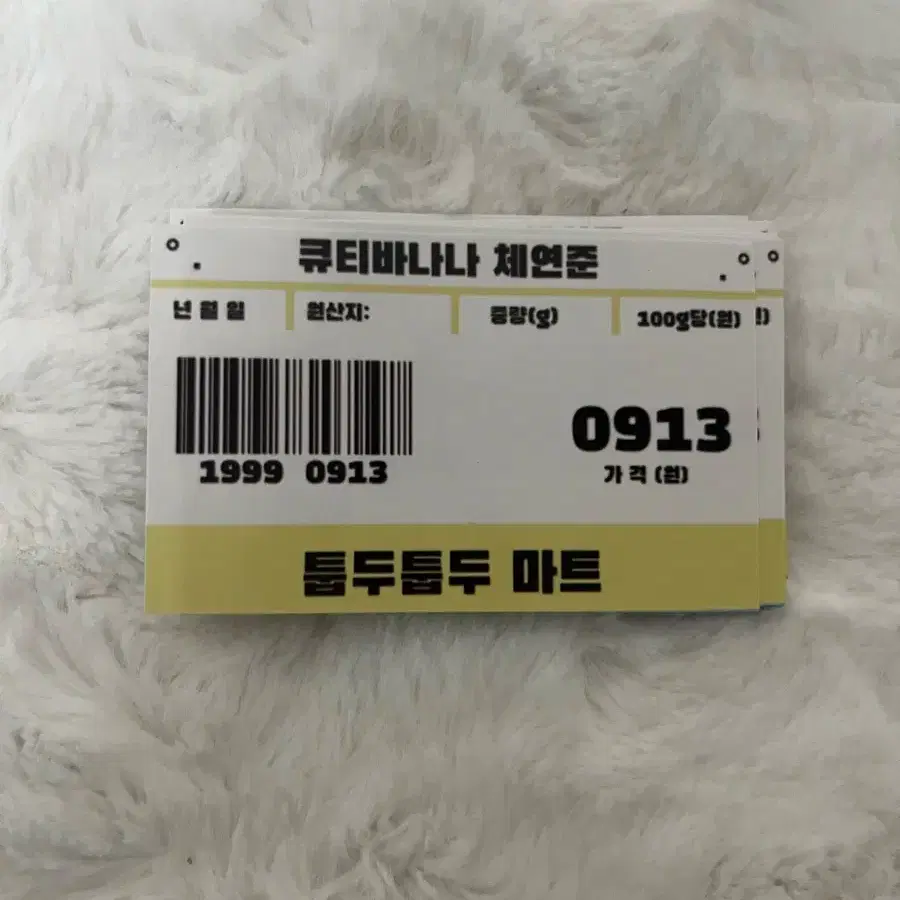 큐티바나나 체연준
년 월 일 원산지: 중량(g) 100g당(원)
1999 0913
0913
가격(원)
툽두툽두 마트